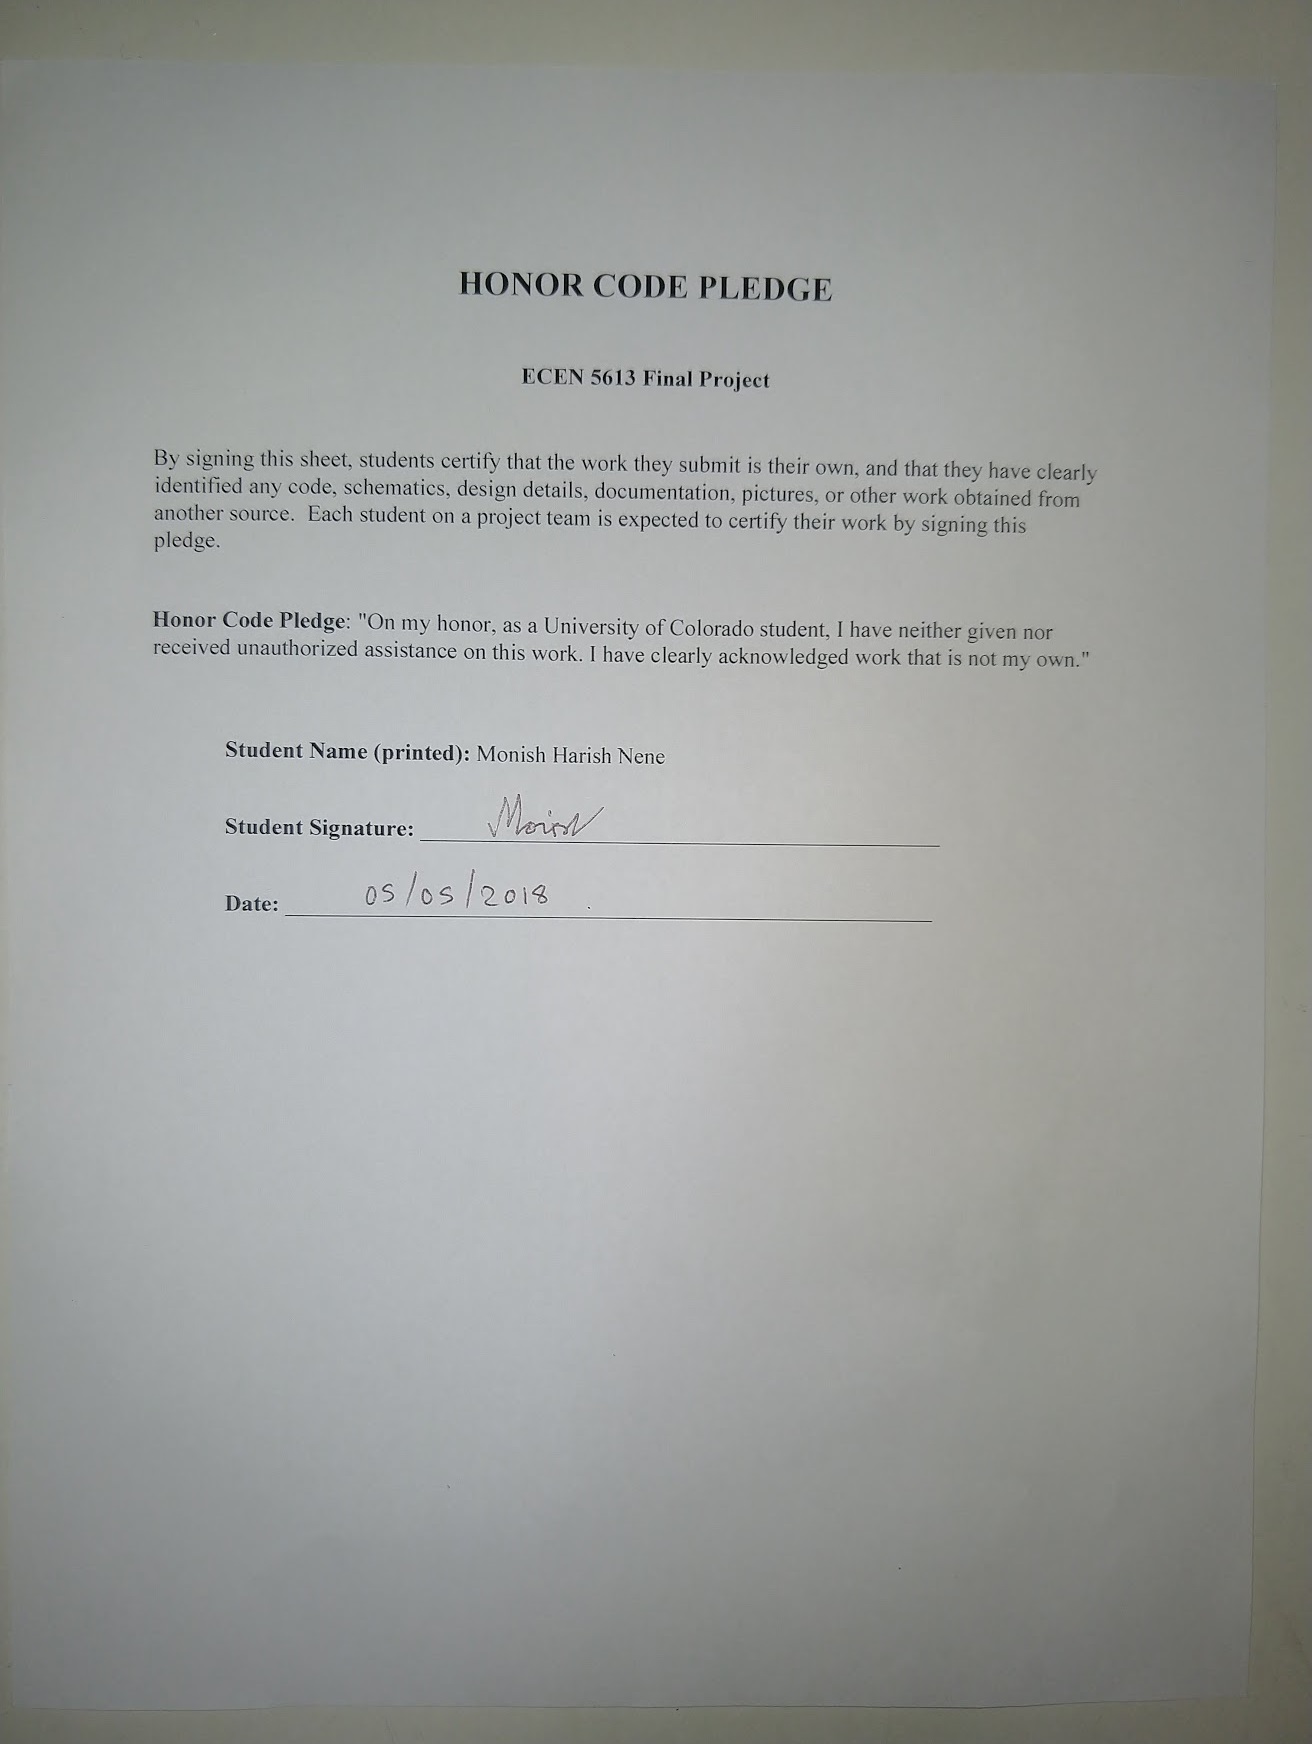 HONOR CODE PLEDGE
ECEN 5613 Final Project
By signing this sheet, students certify that the work they submit is their own, and that they have clearly
identified any code, schematics, design details, documentation, pictures, or other work obtained from
another source.  Each student on a project team is expected to certify their work by signing this
pledge.
Honor Code Pledge: "On my honor, as a University of Colorado student, I have neither given nor
received unauthorized assistance on this work. I have clearly acknowledged work that is not my own."
Student Name (printed): Monish Harish Nene
Student Signature:
Date: 05/05/2018